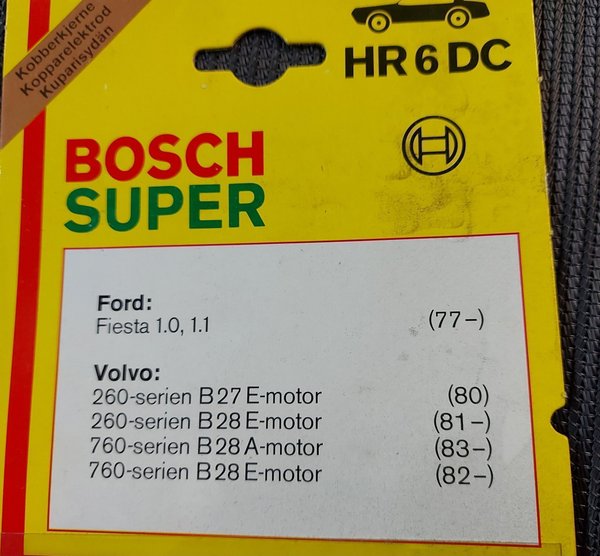 Kobberkjerne
Kopparelektrod
Kuparisydän
HR 6 DC
BOSCH
SUPER
Ford:
Fiesta 1.0, 1.1 (77–)
Volvo:
260-serien B 27 E-motor (80)
260-serien B 28 E-motor (81–)
760-serien B 28 A-motor (83–)
760-serien B 28 E-motor (82–)